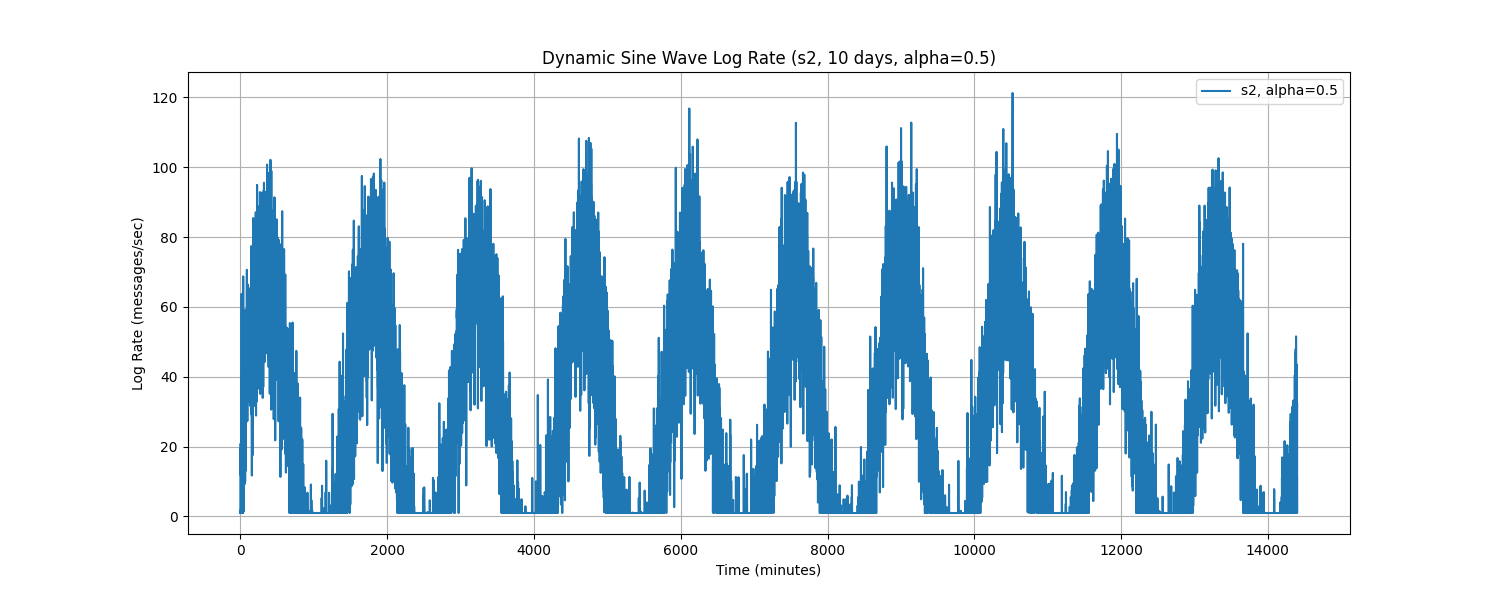 Dynamic Sine Wave Log Rate (s2, 10 days, alpha=0.5)
s2, alpha=0.5
Log Rate (messages/sec)
120
100
80
60
40
20
0
0 2000 4000 6000 8000 10000 12000 14000
Time (minutes)